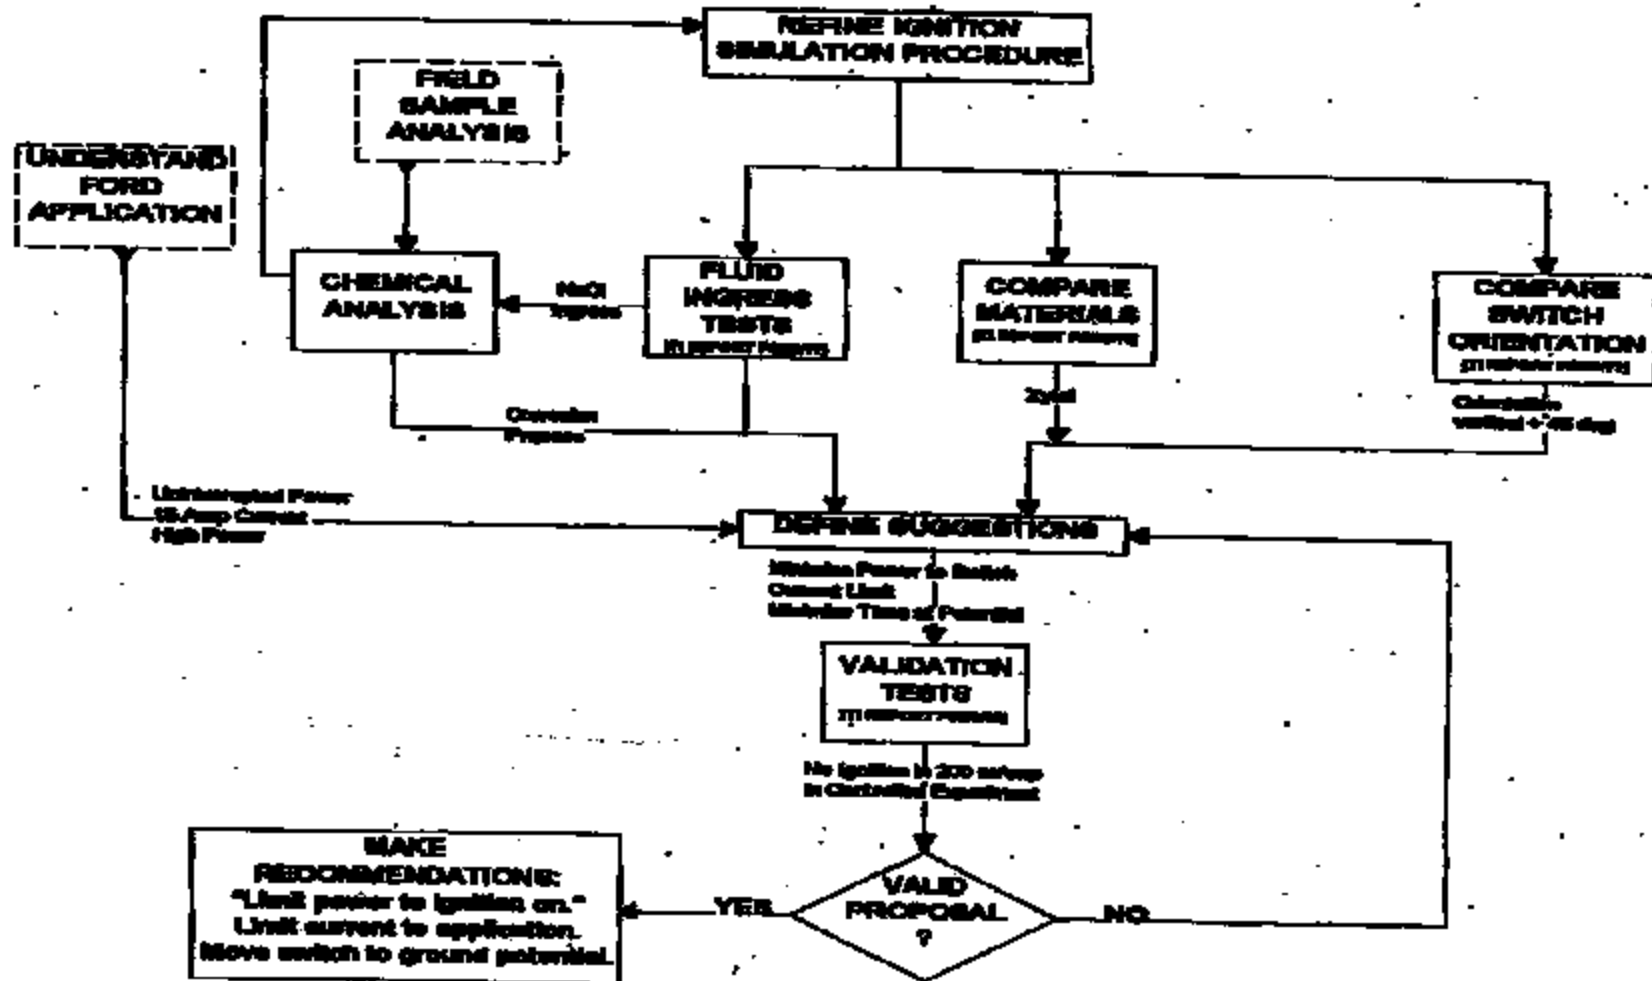 REFINE IGNITION
SIMULATION PROCEDURE
FIELD
SAMPLE
ANALYSIS
UNDERSTAND
FORD
APPLICATION
CHEMICAL
ANALYSIS
NaCl
Ingress
FLUID
INGRESS
TESTS
COMPARE
MATERIALS
COMPARE
SWITCH
ORIENTATION
Zytel
Orientation
vertical + 45 deg
Corrosion
Process
Uninterrupted Power
15 Amp Current
High Power
DEFINE SUGGESTIONS
Minimize Power to Switch
Current Limit
Minimize Time at Potential
VALIDATION
TESTS
No Ignition in 200
in Controlled Experiment
MAKE
RECOMMENDATIONS:
"Limit power to ignition on."
Limit current to application.
Move switch to ground potential.
YES
VALID
PROPOSAL
?
NO